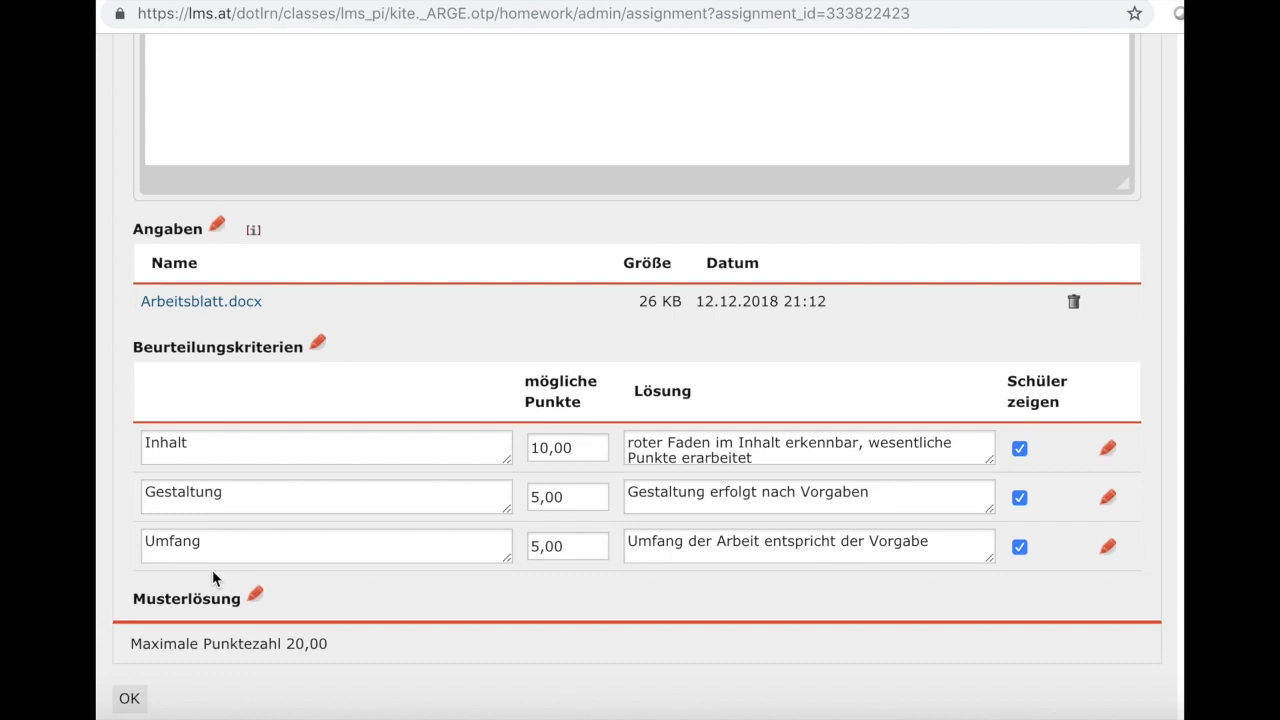 https://lms.at/dotlrn/classes/lms_pi/kite._ARGE.otp/homework/admin/assignment?assignment_id=333822423
Angaben [i]
Name Größe Datum
Arbeitsblatt.docx 26 KB 12.12.2018 21:12
Beurteilungskriterien
mögliche Punkte Lösung Schüler zeigen
Inhalt 10,00 roter Faden im Inhalt erkennbar, wesentliche
Punkte erarbeitet
Gestaltung 5,00 Gestaltung erfolgt nach Vorgaben
Umfang 5,00 Umfang der Arbeit entspricht der Vorgabe
Musterlösung
Maximale Punktezahl 20,00
OK